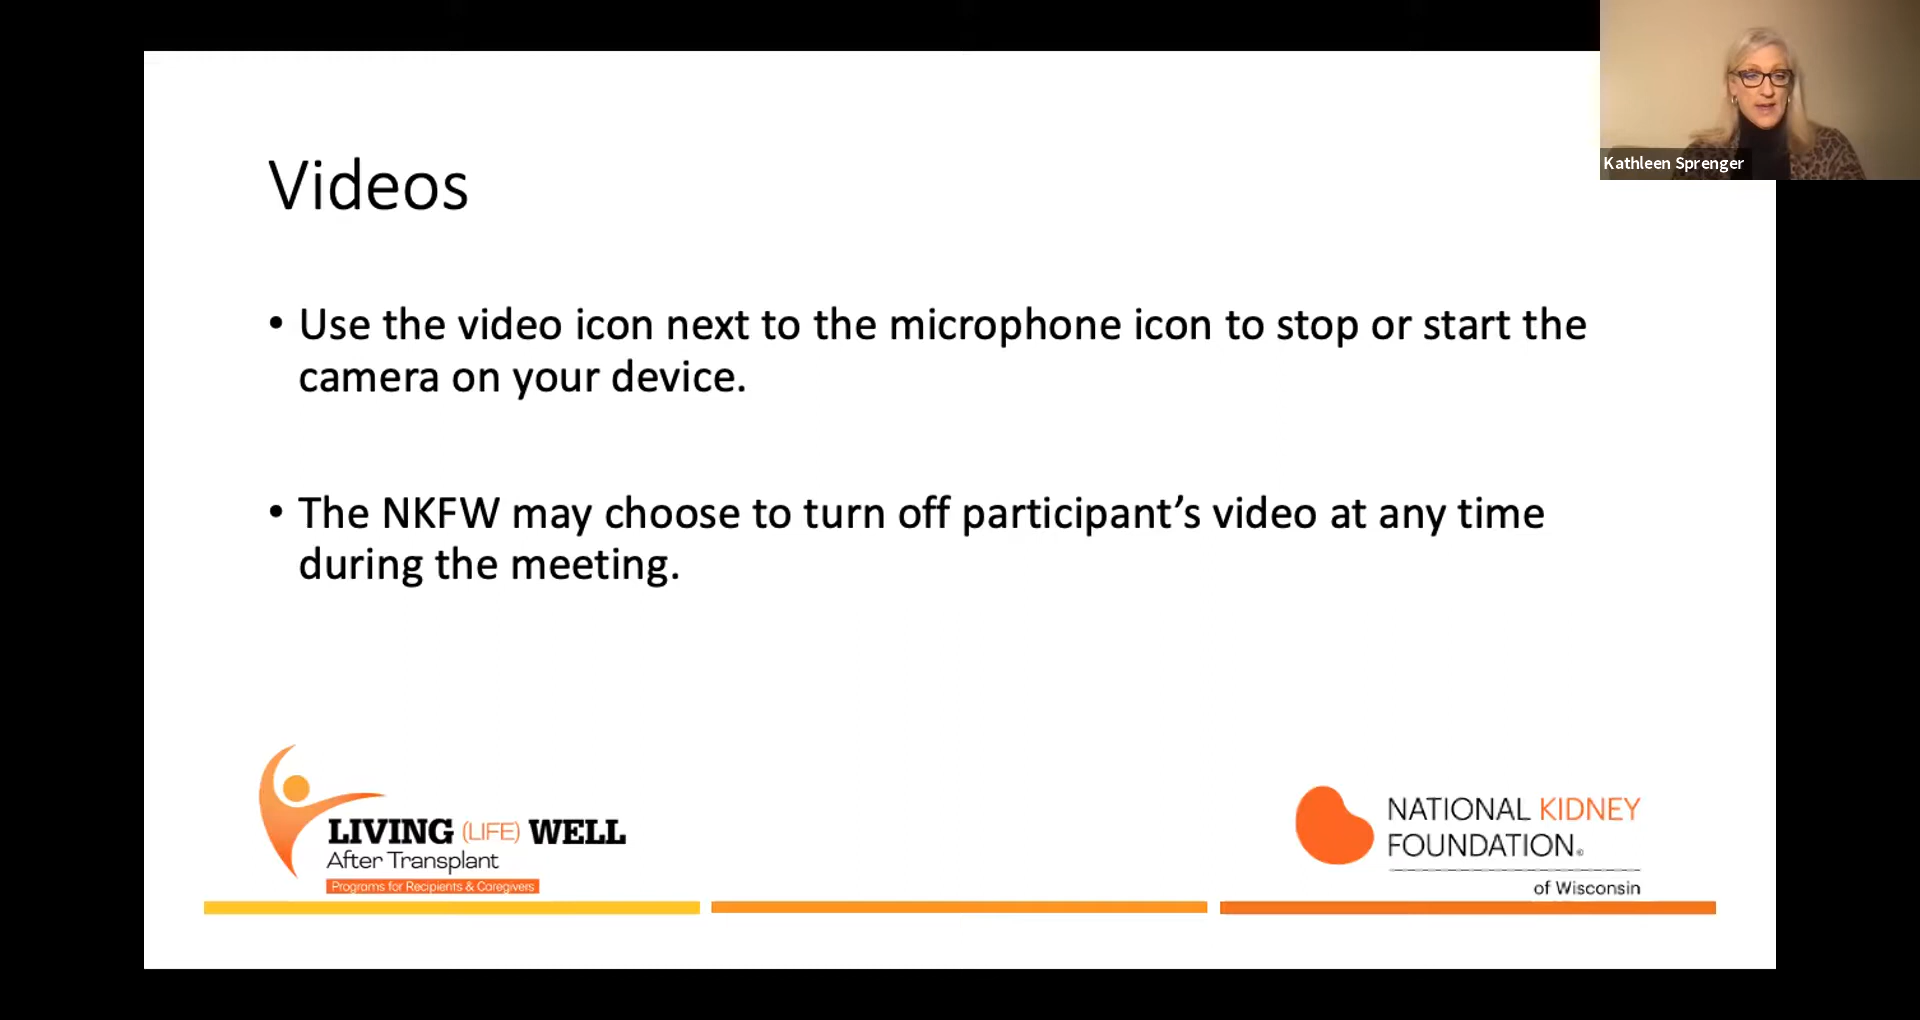 Kathleen Sprenger
Videos
• Use the video icon next to the microphone icon to stop or start the
camera on your device.
• The NKFW may choose to turn off participant’s video at any time
during the meeting.
LIVING (LIFE) WELL
After Transplant
Programs for Recipients & Caregivers
NATIONAL KIDNEY
FOUNDATION®
of Wisconsin